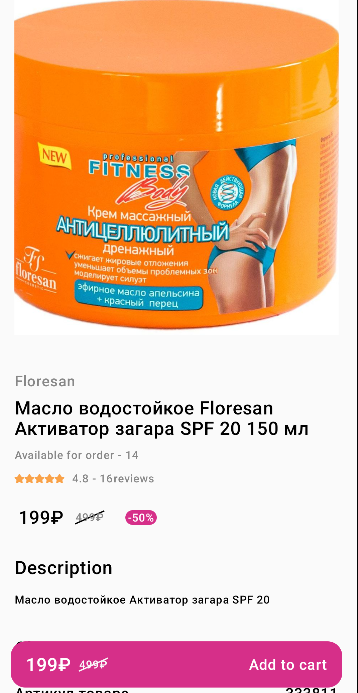 NEW
professional
FITNESS
Body
Крем массажный
АНТИЦЕЛЛЮЛИТНЫЙ
дренажный
сжигает жировые отложения
уменьшает объемы проблемных зон
моделирует силуэт
эфирное масло апельсина
+ красный перец
floresan
Floresan
Масло водостойкое Floresan
Активатор загара SPF 20 150 мл
Available for order - 14
4.8 - 16reviews
199₽ 499₽ -50%
Description
Масло водостойкое Активатор загара SPF 20
199₽ 499₽ Add to cart
Артикул товара 333811